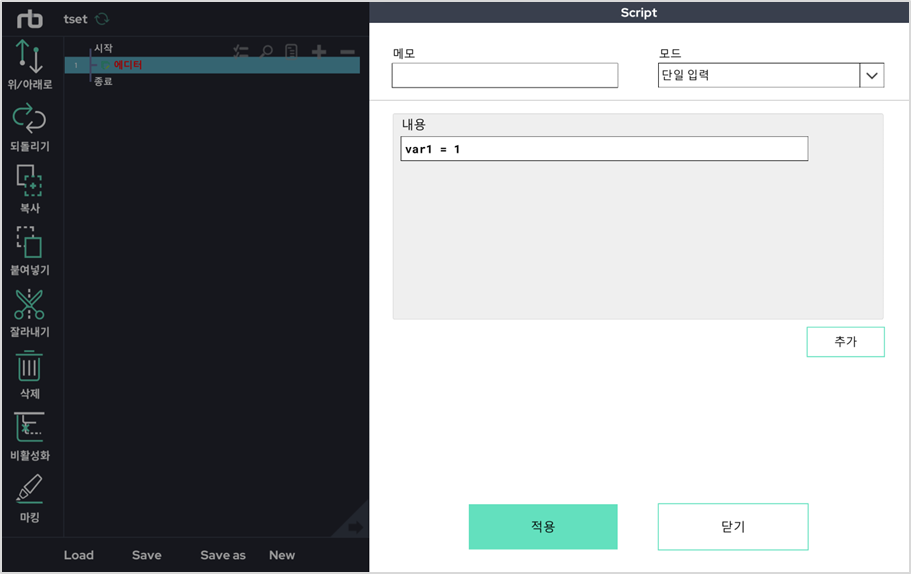 rb tset
위/아래로
되돌리기
복사
붙여넣기
잘라내기
삭제
비활성화
마킹
시작
1 에디터
종료
Load Save Save as New
Script
메모 모드
단일 입력
내용
var1 = 1
추가
적용 닫기